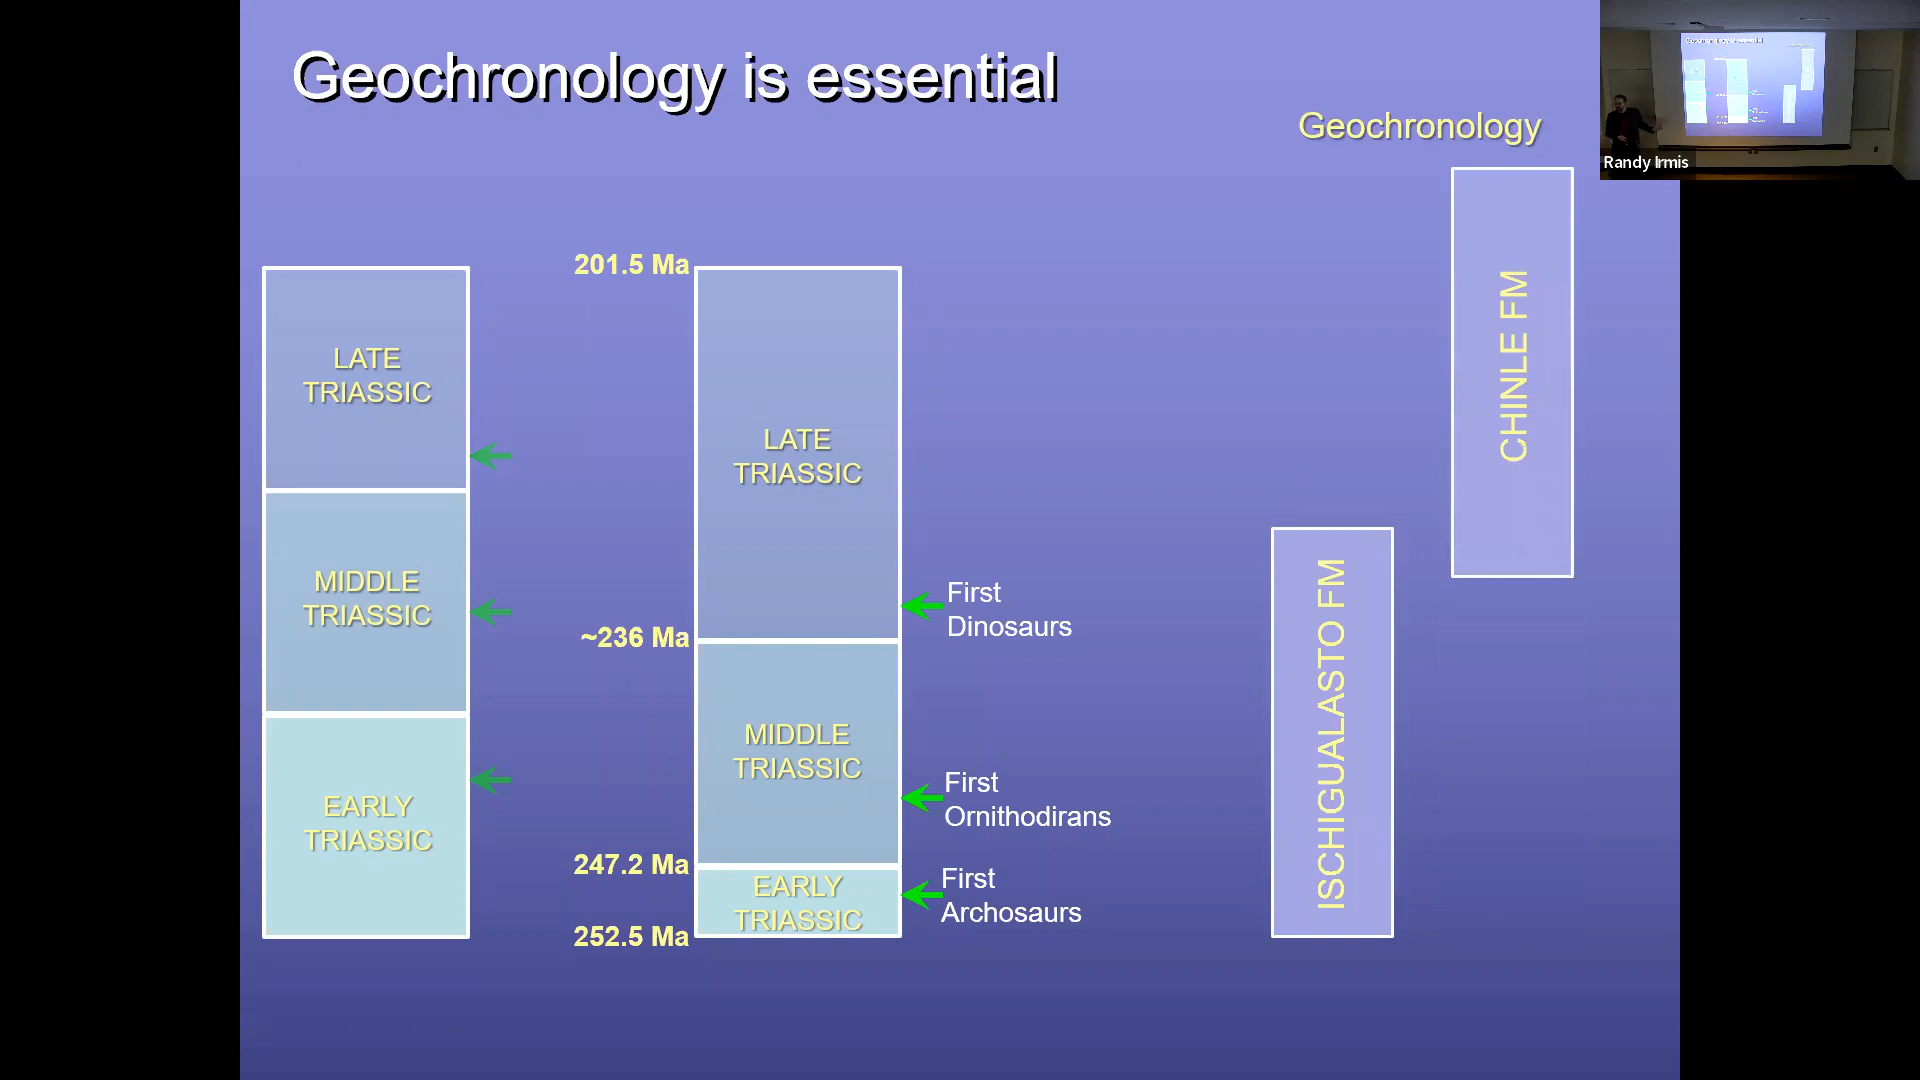 Geochronology is essential
Geochronology
Randy Irmis
LATE
TRIASSIC
MIDDLE
TRIASSIC
EARLY
TRIASSIC
201.5 Ma
~236 Ma
247.2 Ma
252.5 Ma
LATE
TRIASSIC
MIDDLE
TRIASSIC
EARLY
TRIASSIC
First
Dinosaurs
First
Ornithodirans
First
Archosaurs
ISCHIGUALASTO FM
CHINLE FM